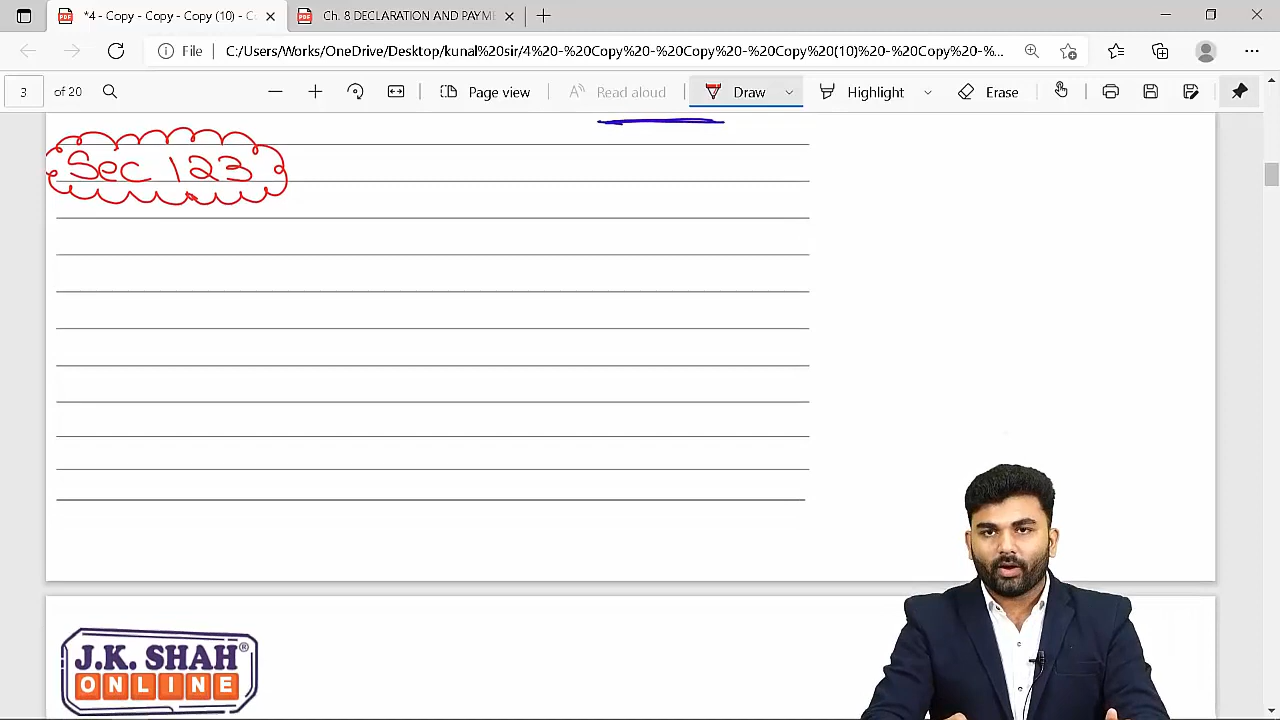 *4 - Copy - Copy - Copy (10) - C
Ch. 8 DECLARATION AND PAYM
File
C:/Users/Works/OneDrive/Desktop/kunal%20sir/4%20-%20Copy%20-%20Copy%20-%20Copy%20(10)%20-%20Copy%20-%...
3 of 20
Page view
Read aloud
Draw
Highlight
Erase
Sec 123
J.K. SHAH®
ONLINE